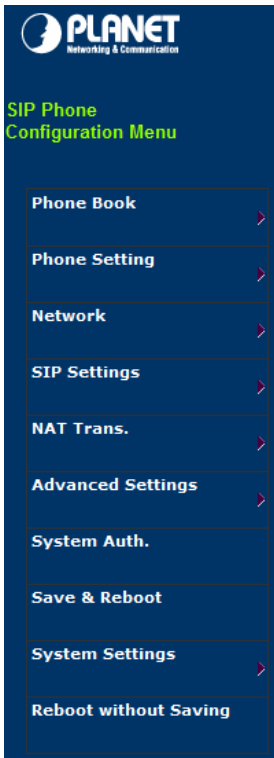 PLANET
Networking & Communication
SIP Phone
Configuration Menu
Phone Book
Phone Setting
Network
SIP Settings
NAT Trans.
Advanced Settings
System Auth.
Save & Reboot
System Settings
Reboot without Saving